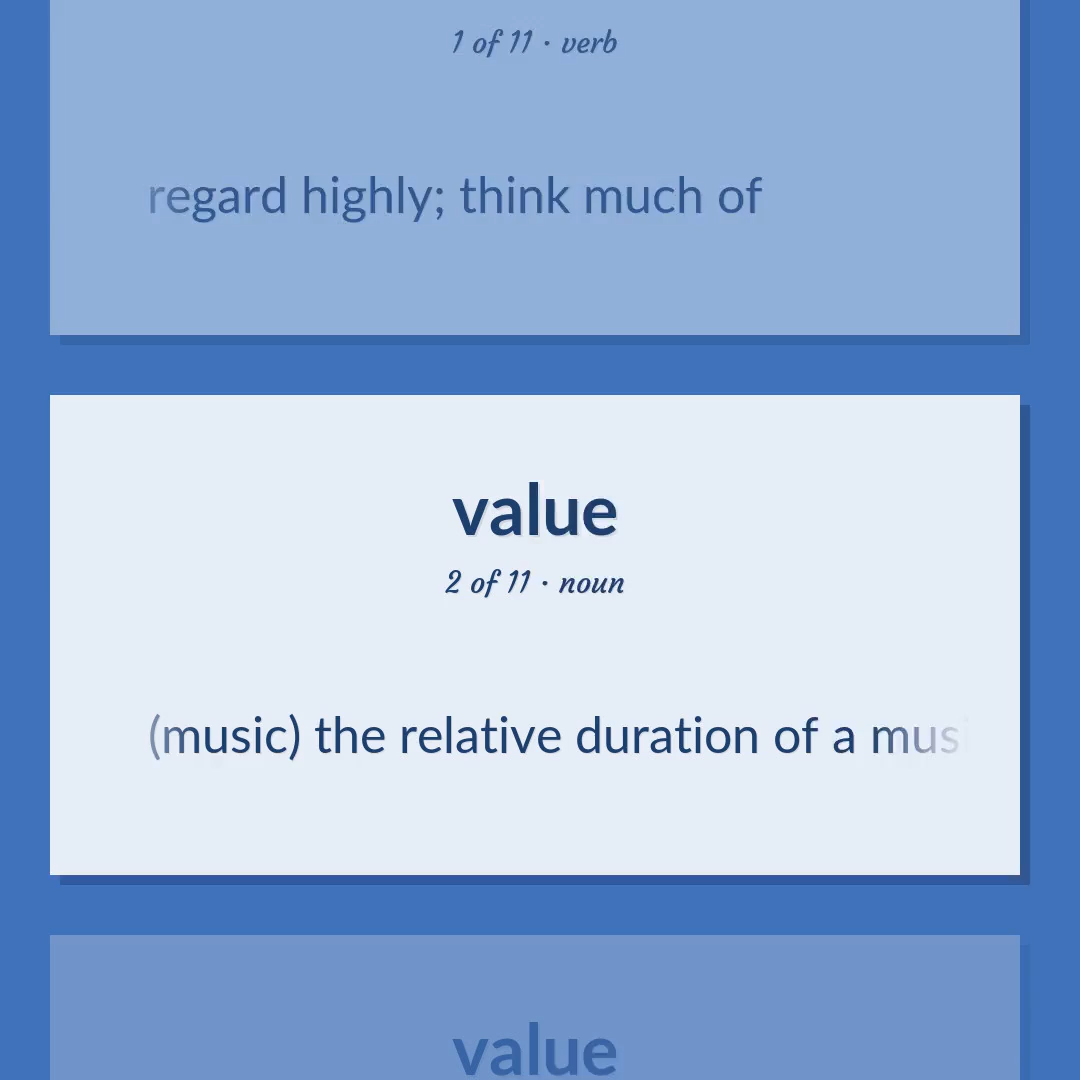 1 of 11 · verb
regard highly; think much of
value
2 of 11 · noun
(music) the relative duration of a
value